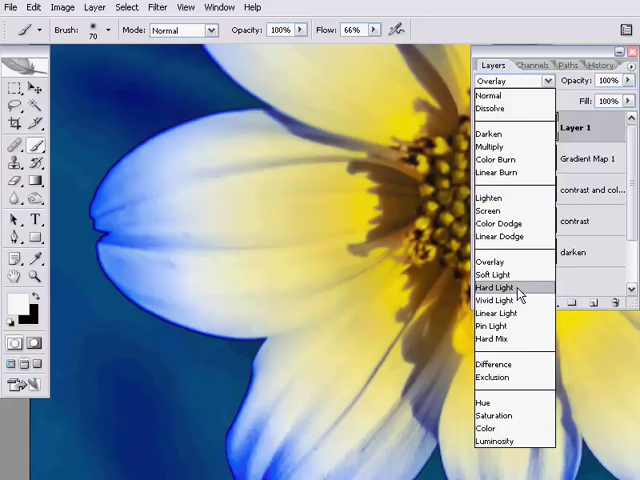 File Edit Image Layer Select Filter View Window Help
Brush: 70 Mode: Normal Opacity: 100% Flow: 66%
Layers Channels Paths History
Overlay Opacity: 100%
Fill: 100%
Normal
Dissolve
Darken
Multiply
Color Burn
Linear Burn
Lighten
Screen
Color Dodge
Linear Dodge
Overlay
Soft Light
Hard Light
Vivid Light
Linear Light
Pin Light
Hard Mix
Difference
Exclusion
Hue
Saturation
Color
Luminosity
Layer 1
Gradient Map 1
contrast and col...
contrast
darken